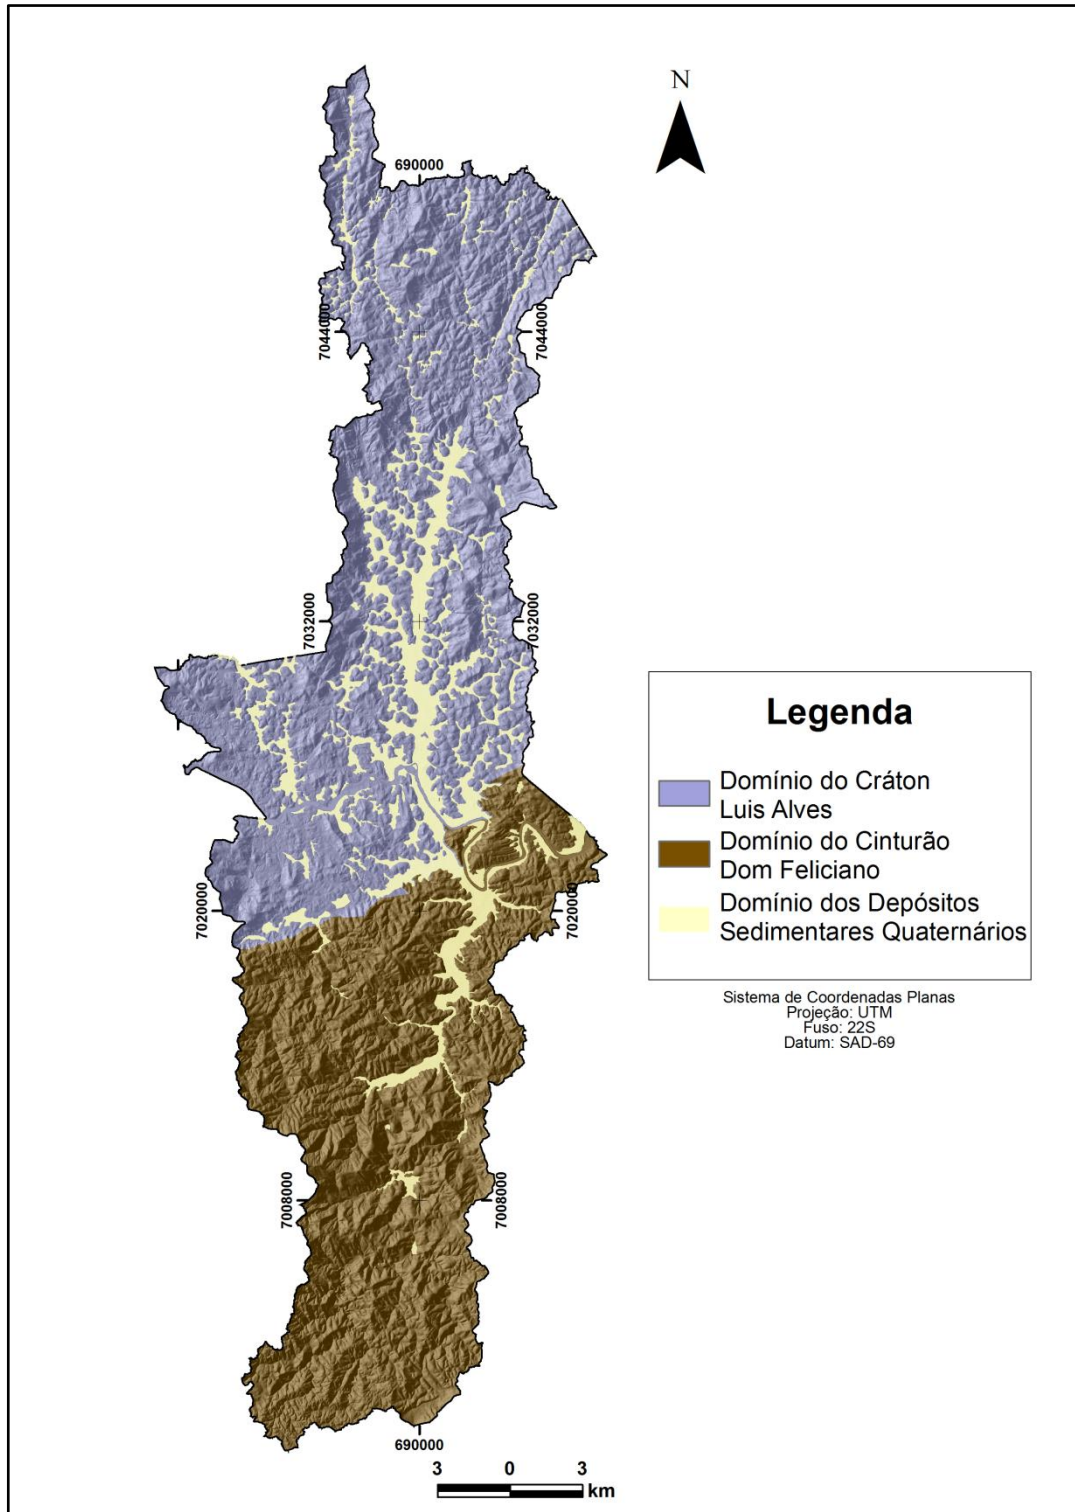 N
690000
7044000
7044000
7032000
7032000
Legenda
Domínio do Cráton
Luis Alves
Domínio do Cinturão
Dom Feliciano
Domínio dos Depósitos
Sedimentares Quaternários
7020000
7020000
Sistema de Coordenadas Planas
Projeção: UTM
Fuso: 22S
Datum: SAD-69
7008000
7008000
690000
3 0 3
km